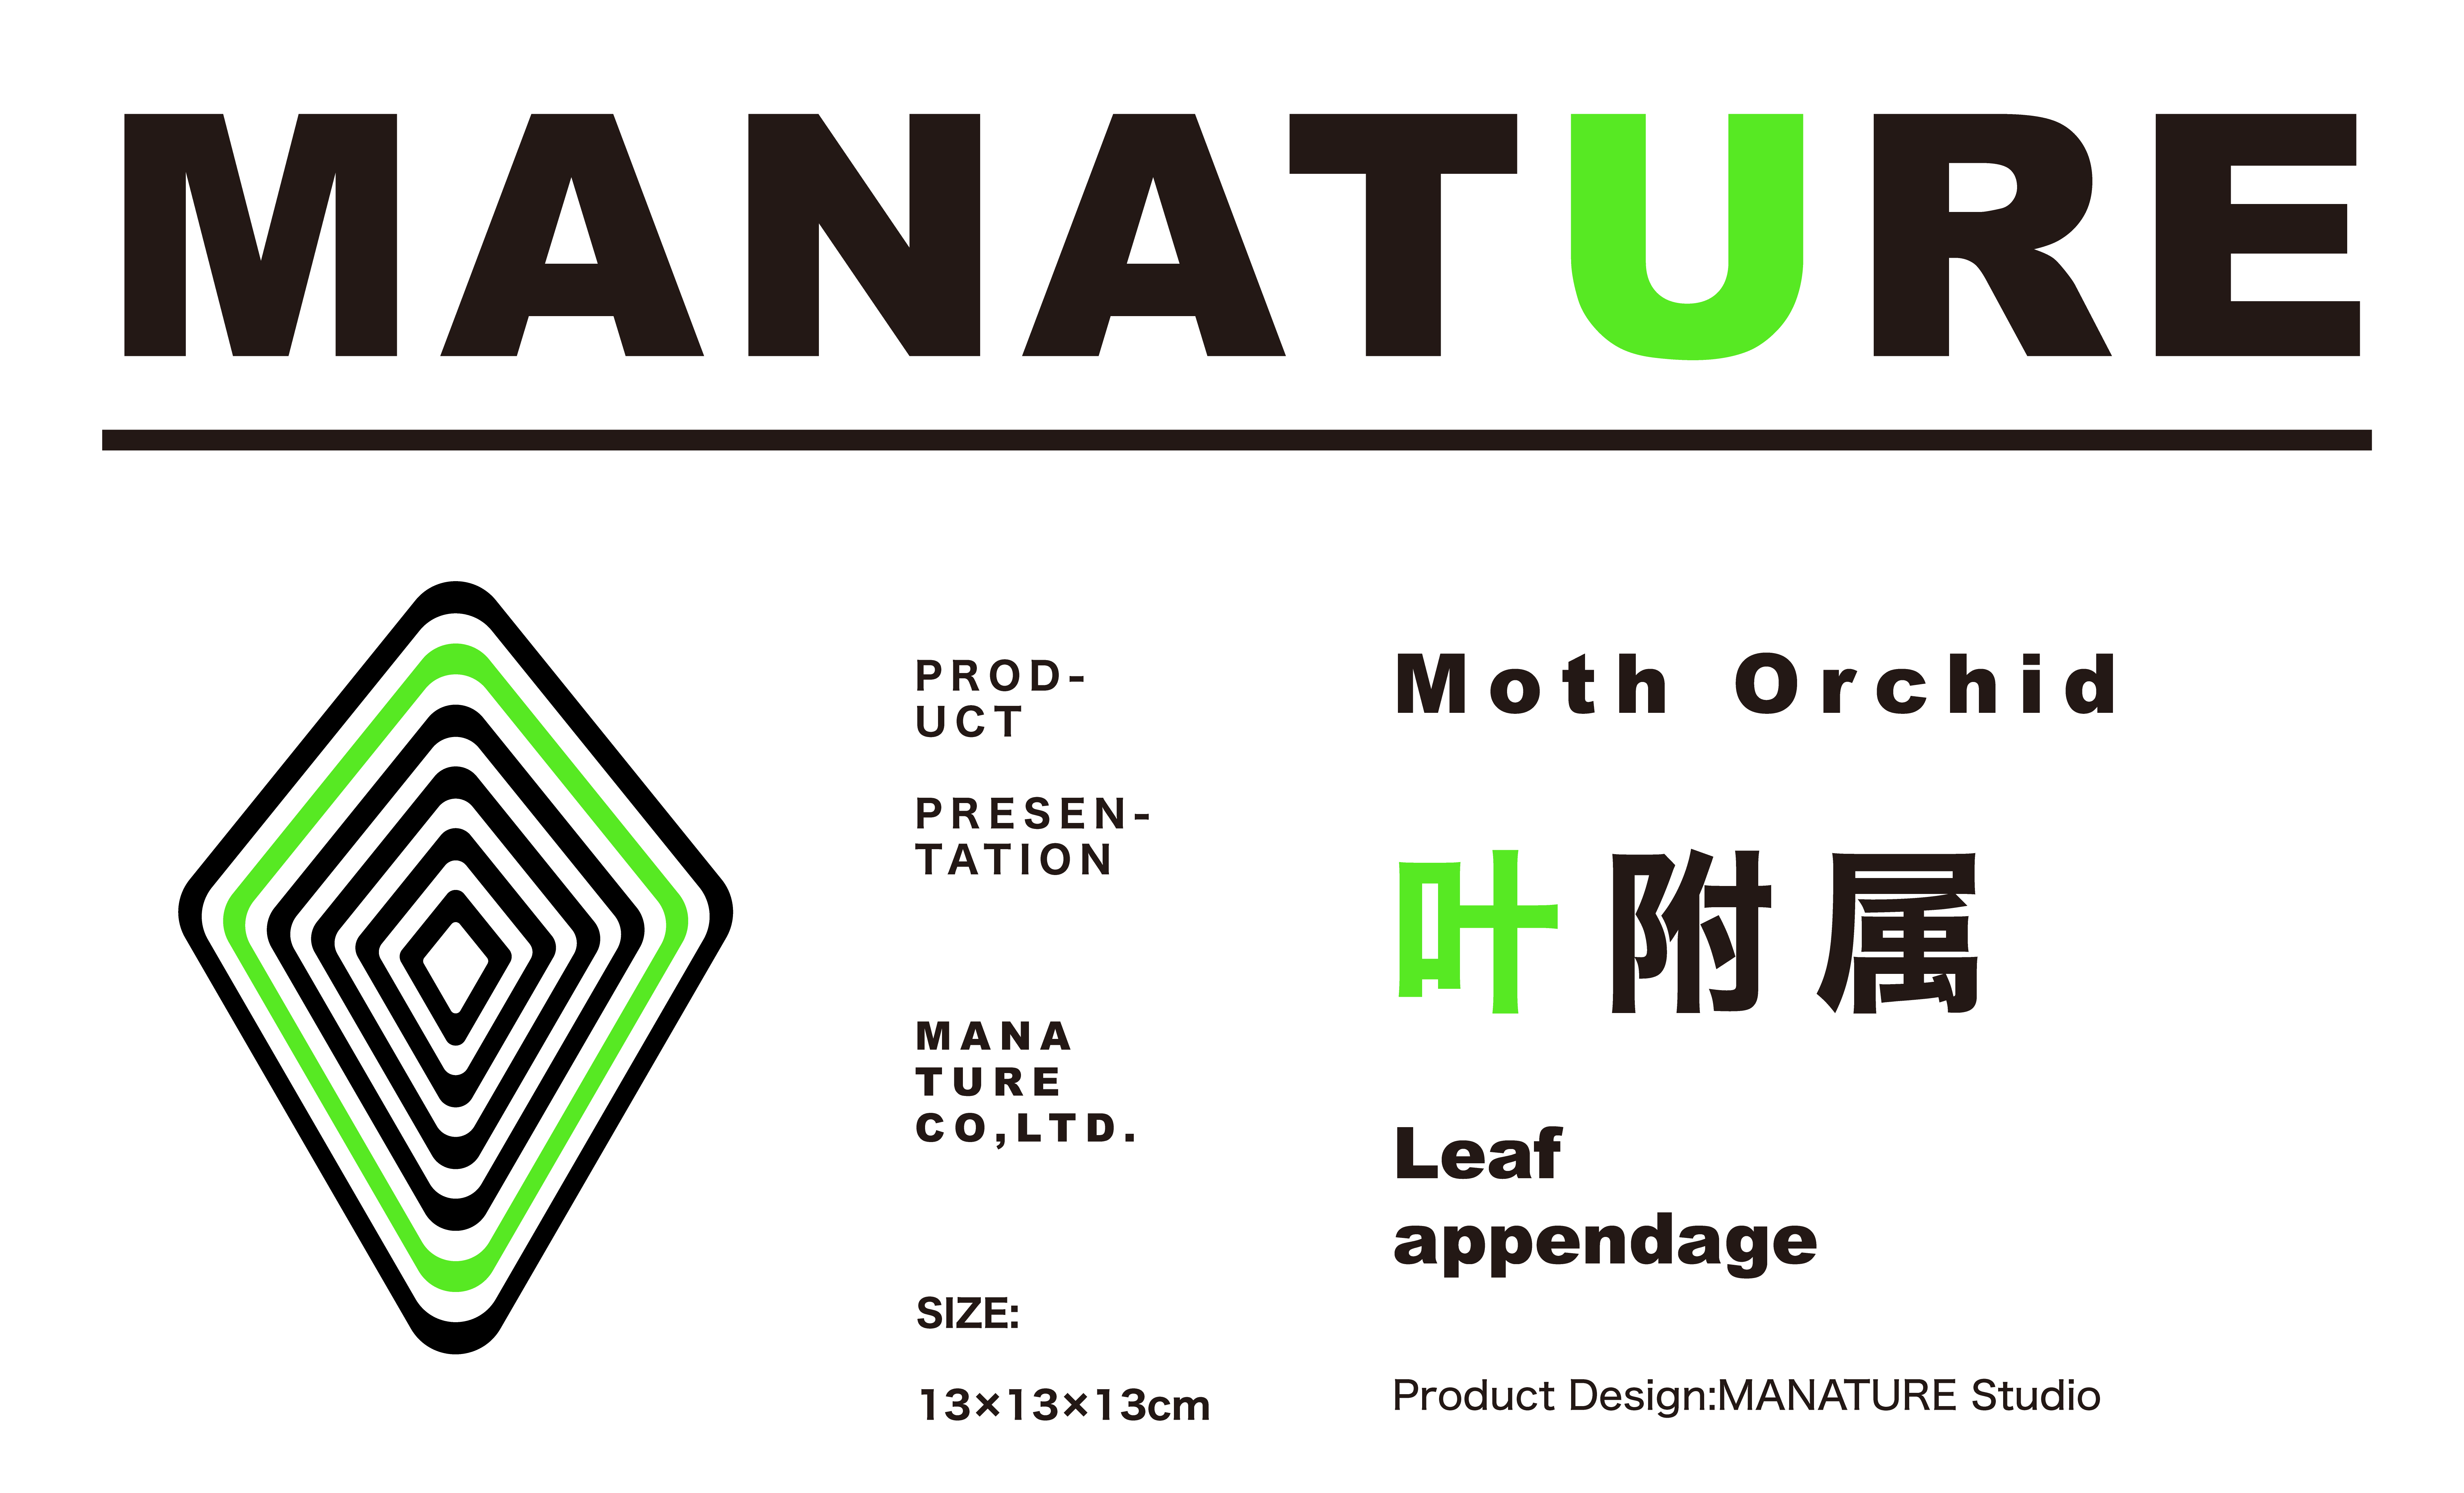 MANATURE
PROD-
UCT
PRESEN-
TATION
MANA
TURE
CO,LTD.
SIZE:
13×13×13cm
Moth Orchid
叶附属
Leaf
appendage
Product Design:MANATURE Studio